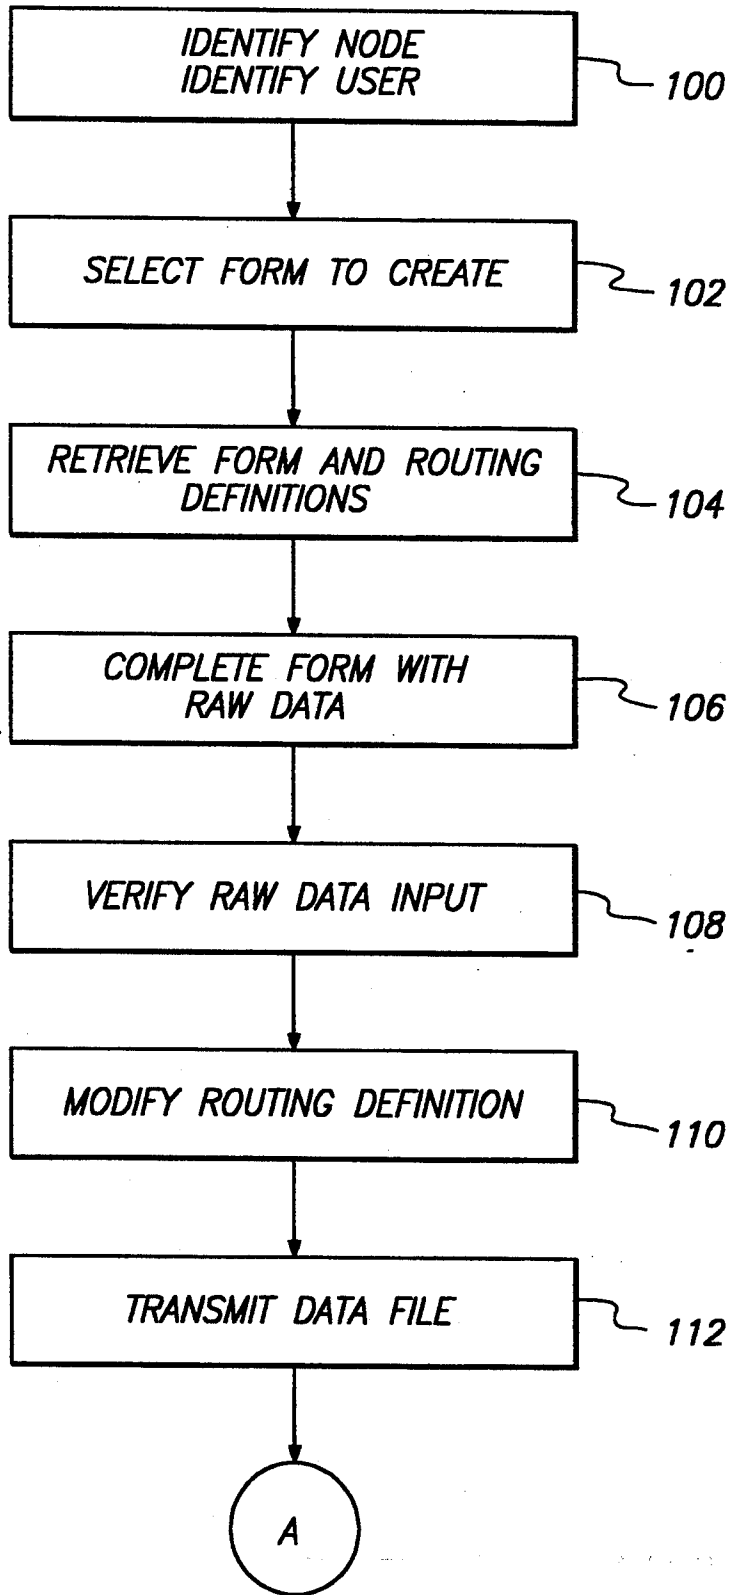 IDENTIFY NODE
IDENTIFY USER
100
SELECT FORM TO CREATE
102
RETRIEVE FORM AND ROUTING
DEFINITIONS
104
COMPLETE FORM WITH
RAW DATA
106
VERIFY RAW DATA INPUT
108
MODIFY ROUTING DEFINITION
110
TRANSMIT DATA FILE
112
A